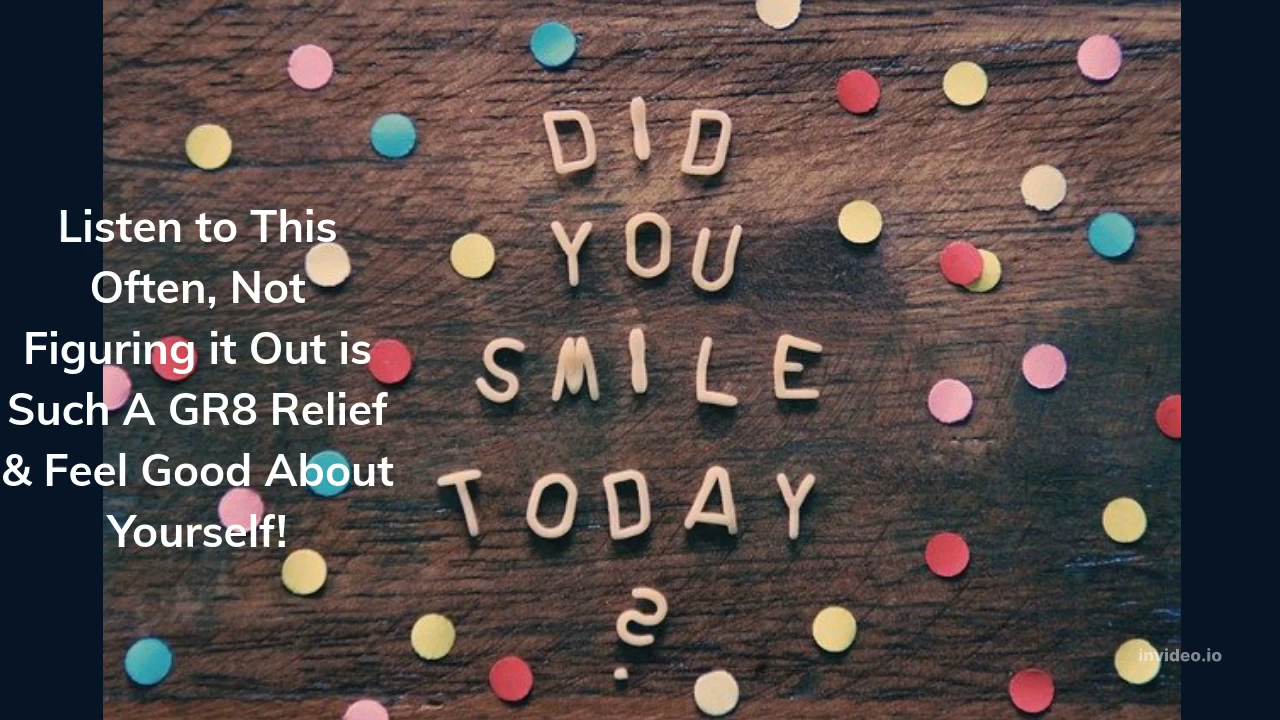 Listen to This
Often, Not
Figuring it Out is
Such A GR8 Relief
& Feel Good About
Yourself!
DID
YOU
SMILE
TODAY
?
invideo.io